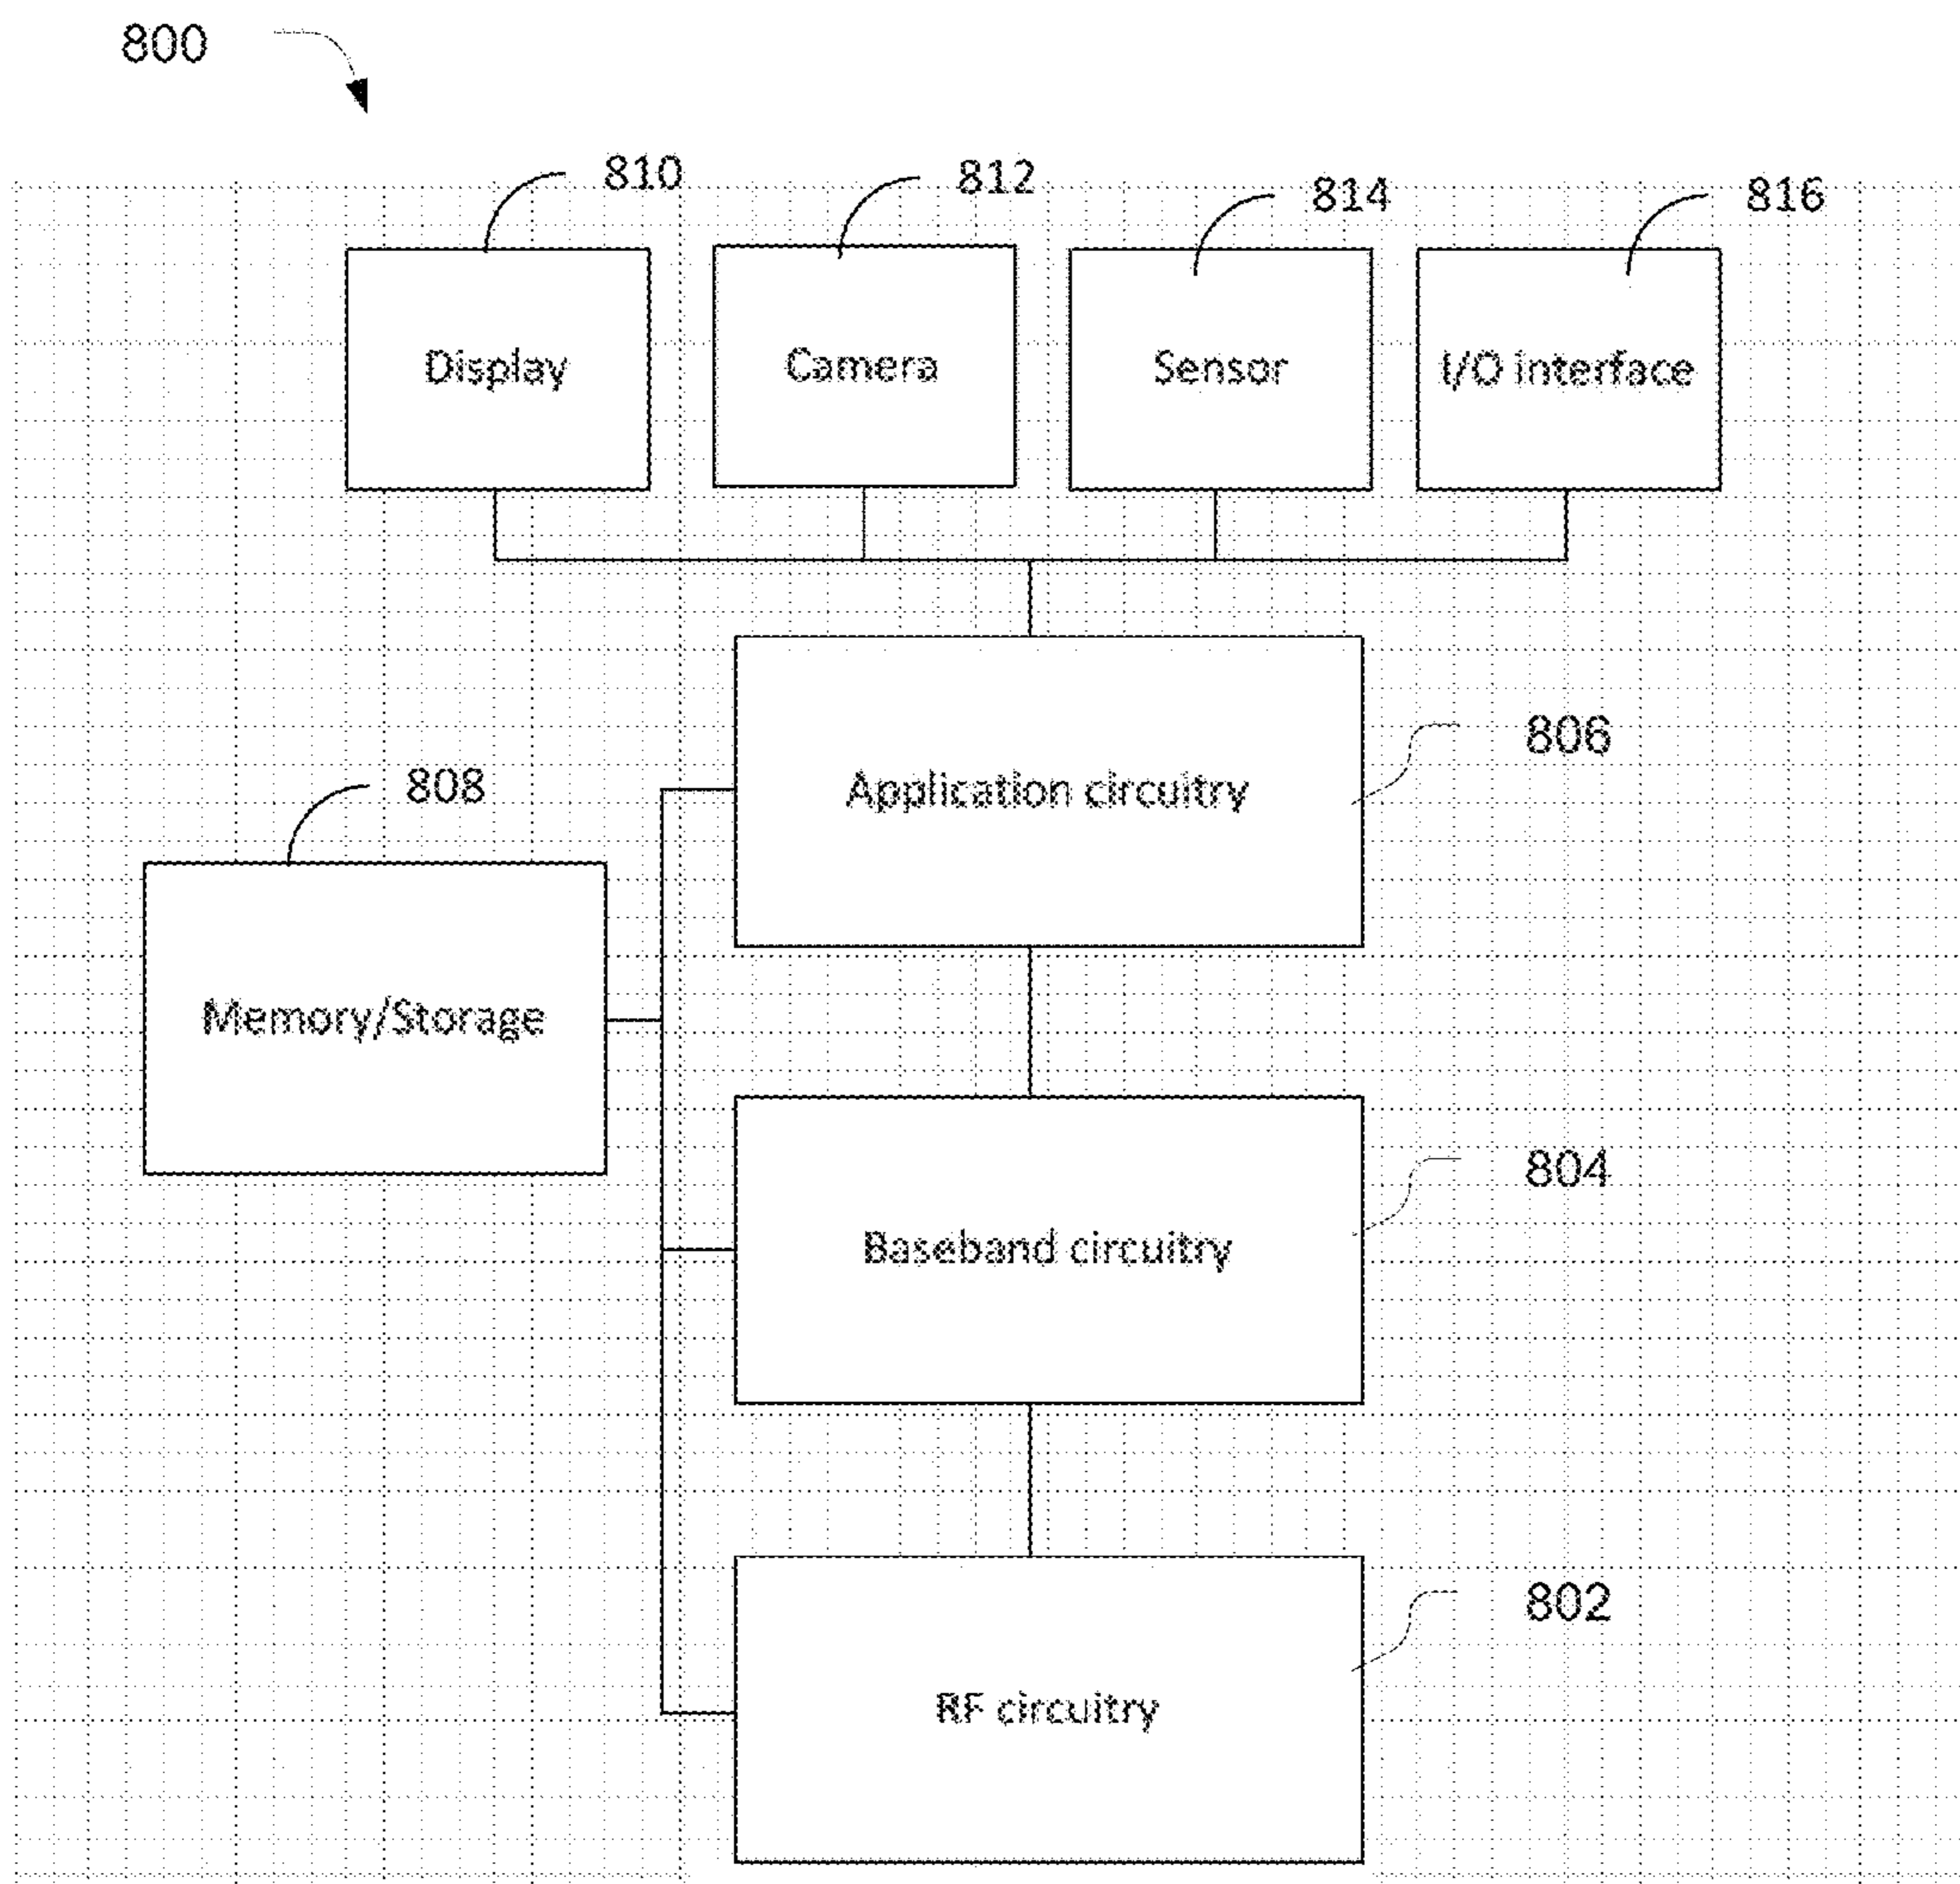 800
810
812
814
816
Display
Camera
Sensor
I/O interface
806
Application circuitry
808
Memory/Storage
804
Baseband circuitry
802
RF circuitry